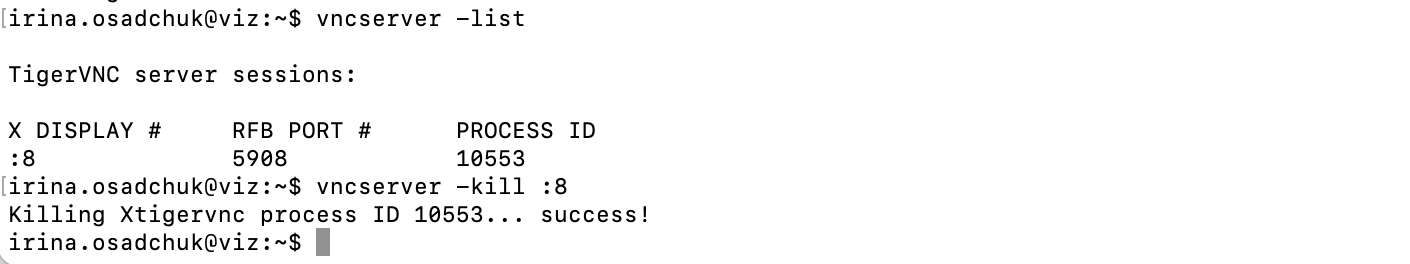 [irina.osadchuk@viz:~$ vncserver -list
TigerVNC server sessions:
X DISPLAY # RFB PORT # PROCESS ID
:8 5908 10553
[irina.osadchuk@viz:~$ vncserver -kill :8
Killing Xtigervnc process ID 10553... success!
irina.osadchuk@viz:~$